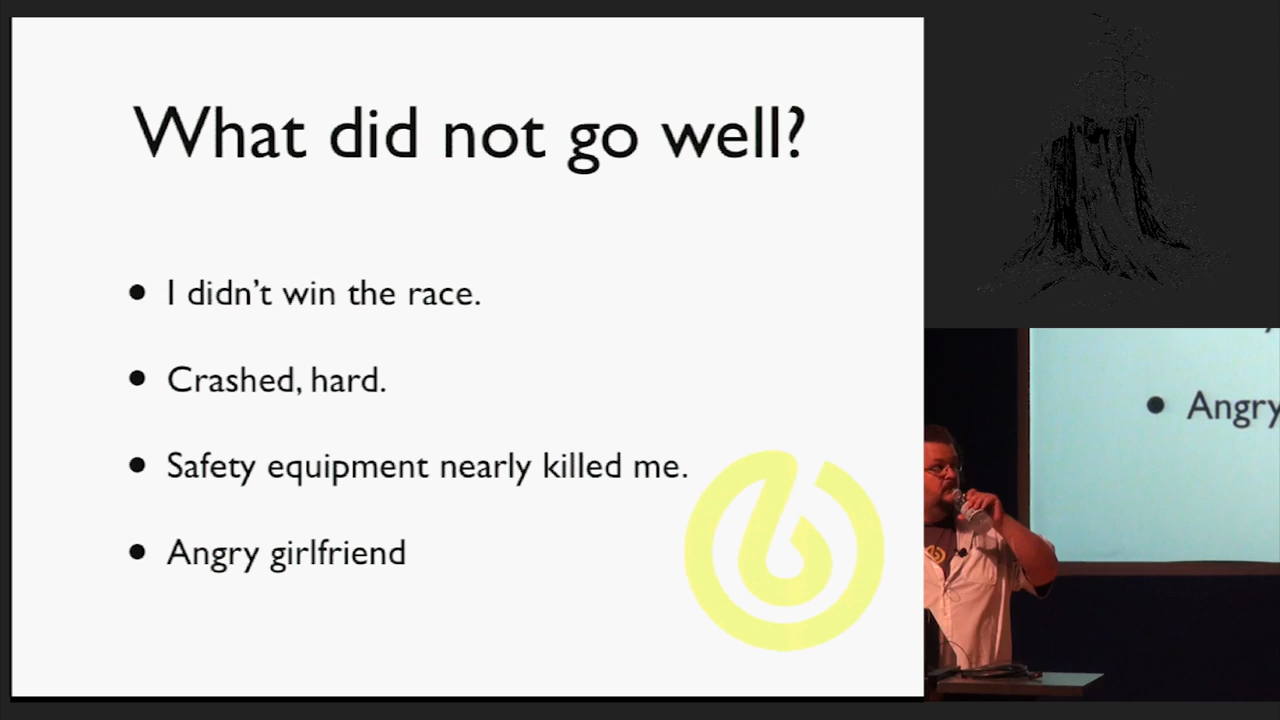 What did not go well?
• I didn’t win the race.
• Crashed, hard.
• Safety equipment nearly killed me.
• Angry girlfriend
• Angry